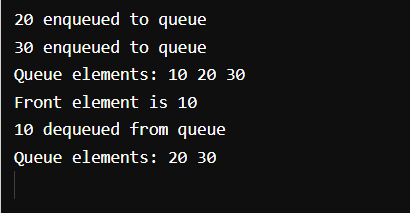 20 enqueued to queue
30 enqueued to queue
Queue elements: 10 20 30
Front element is 10
10 dequeued from queue
Queue elements: 20 30